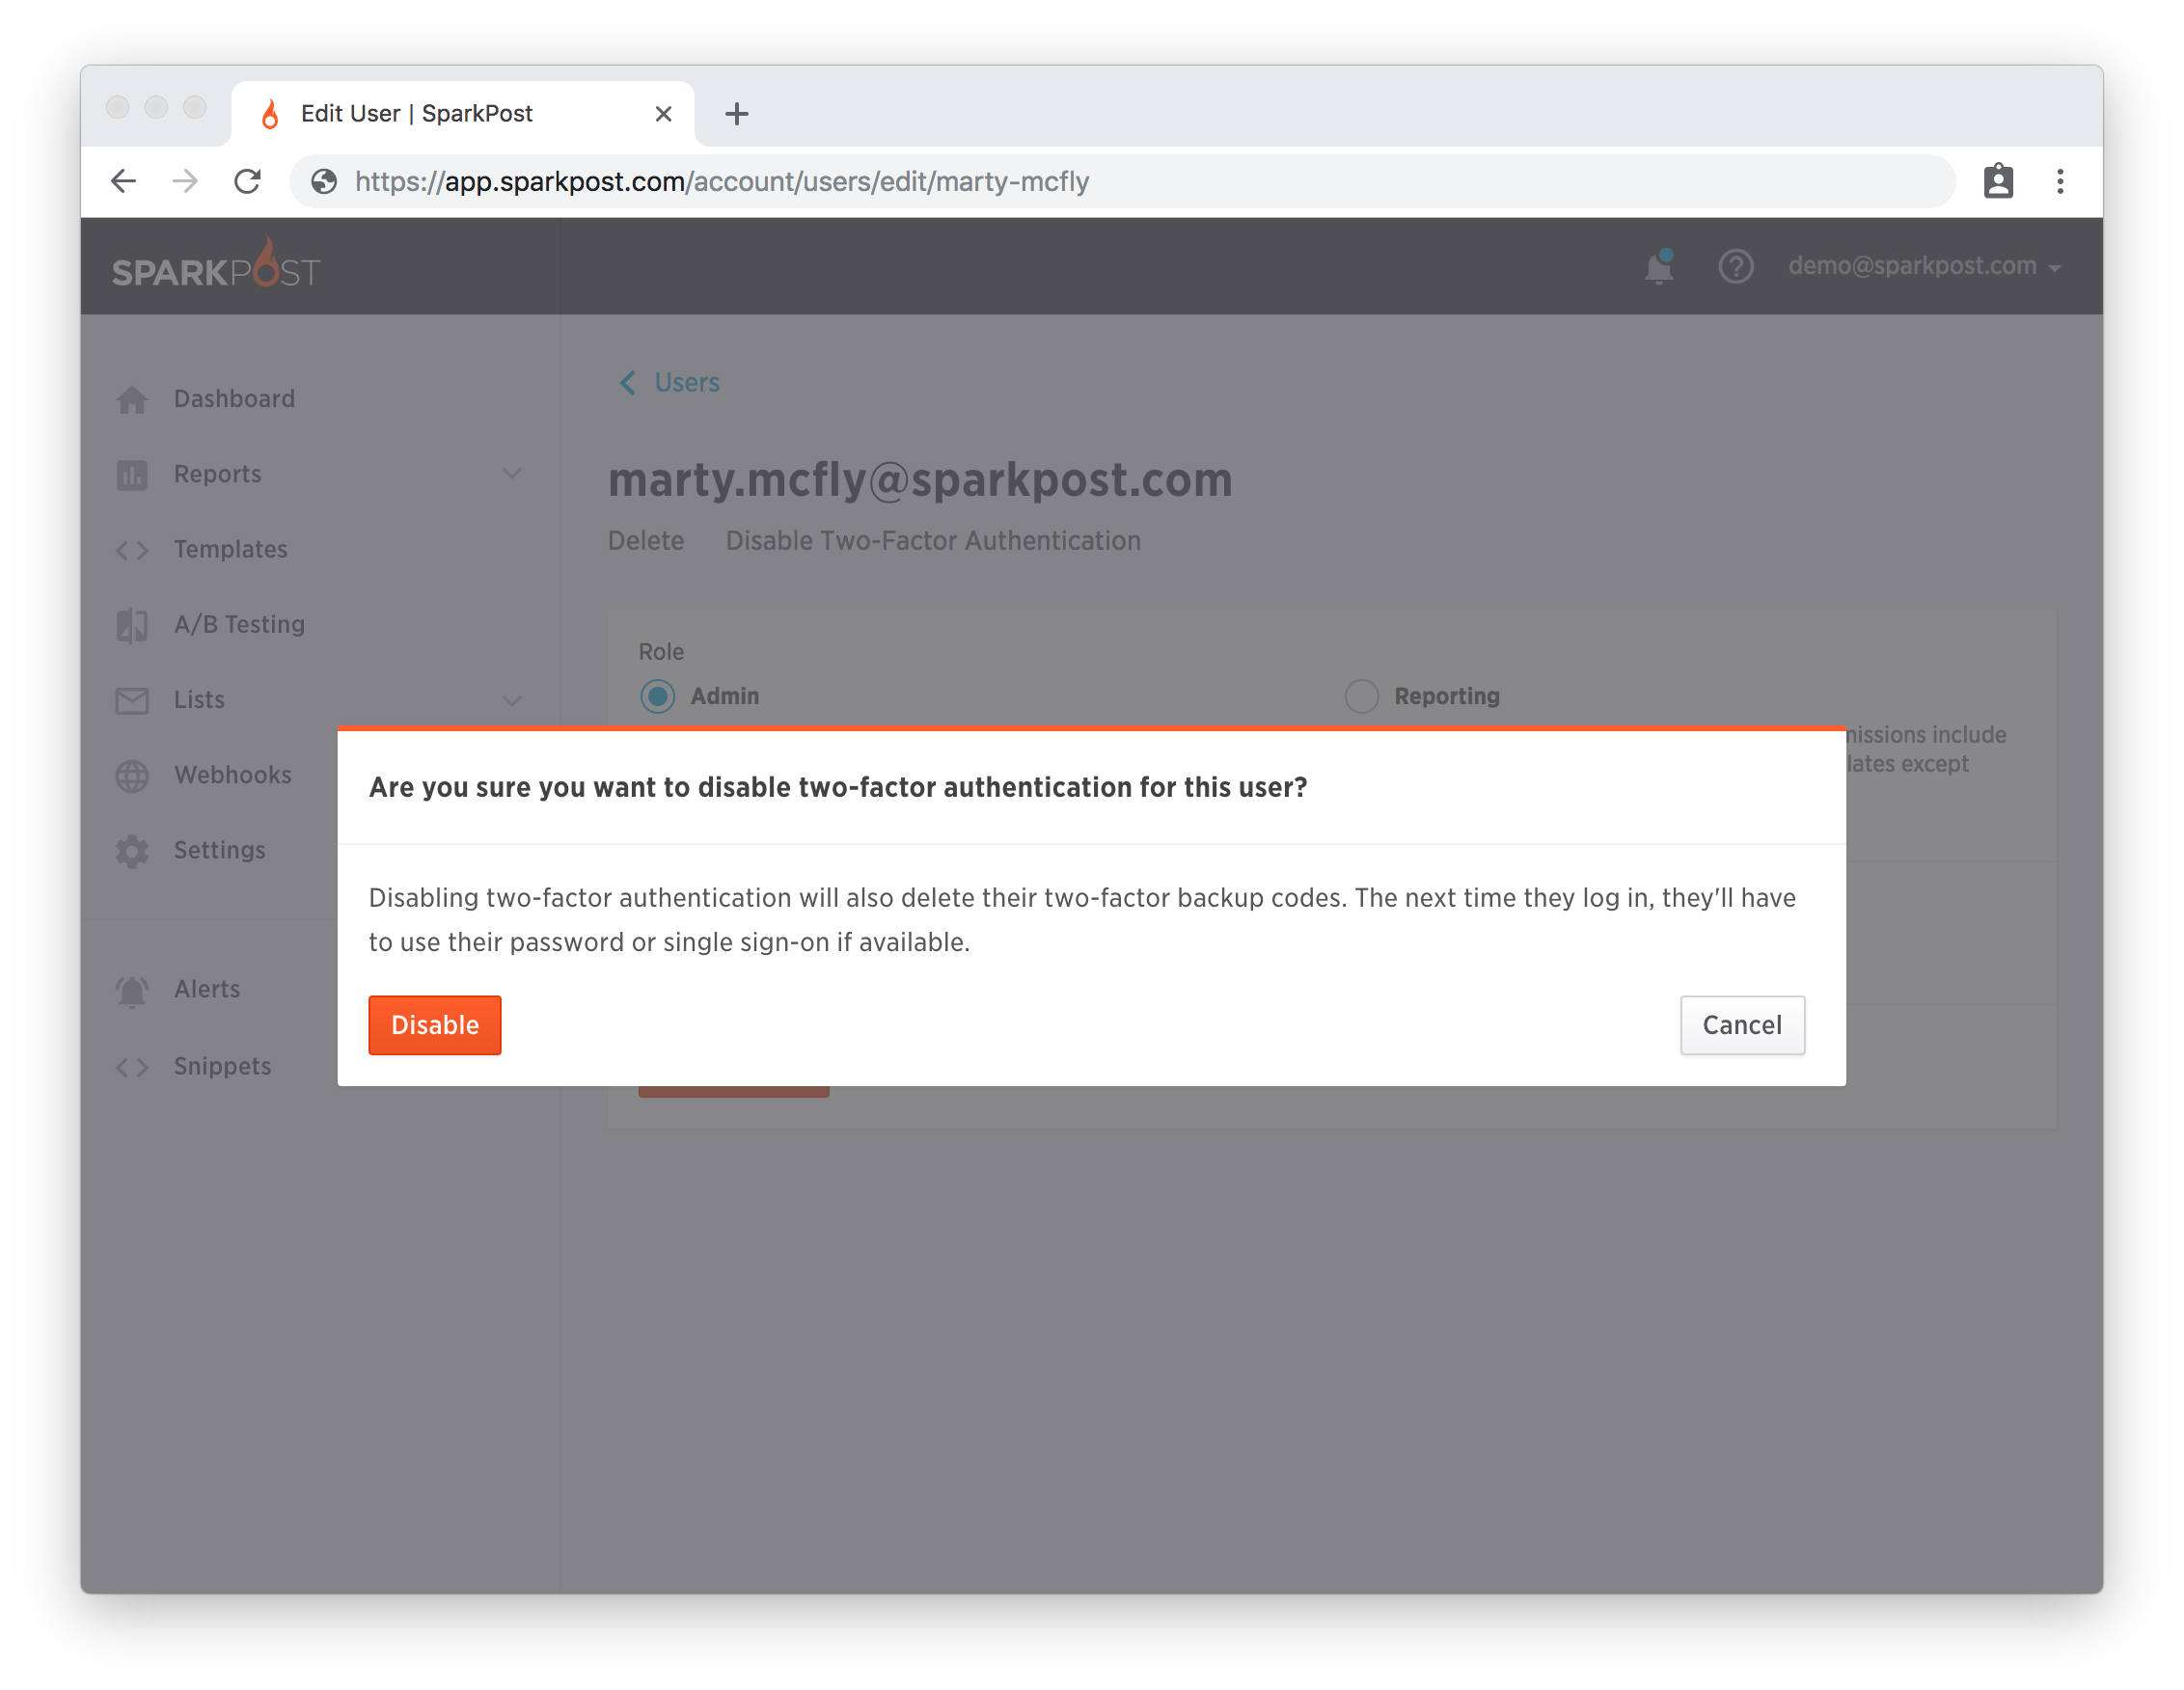 Edit User | SparkPost
https://app.sparkpost.com/account/users/edit/marty-mcfly
SPARKPOST
demo@sparkpost.com
Dashboard
Reports
Templates
A/B Testing
Lists
Webhooks
Settings
Alerts
Snippets
Users
marty.mcfly@sparkpost.com
Delete Disable Two-Factor Authentication
Role
Admin Reporting
include
except
Are you sure you want to disable two-factor authentication for this user?
Disabling two-factor authentication will also delete their two-factor backup codes. The next time they log in, they'll have
to use their password or single sign-on if available.
Disable Cancel